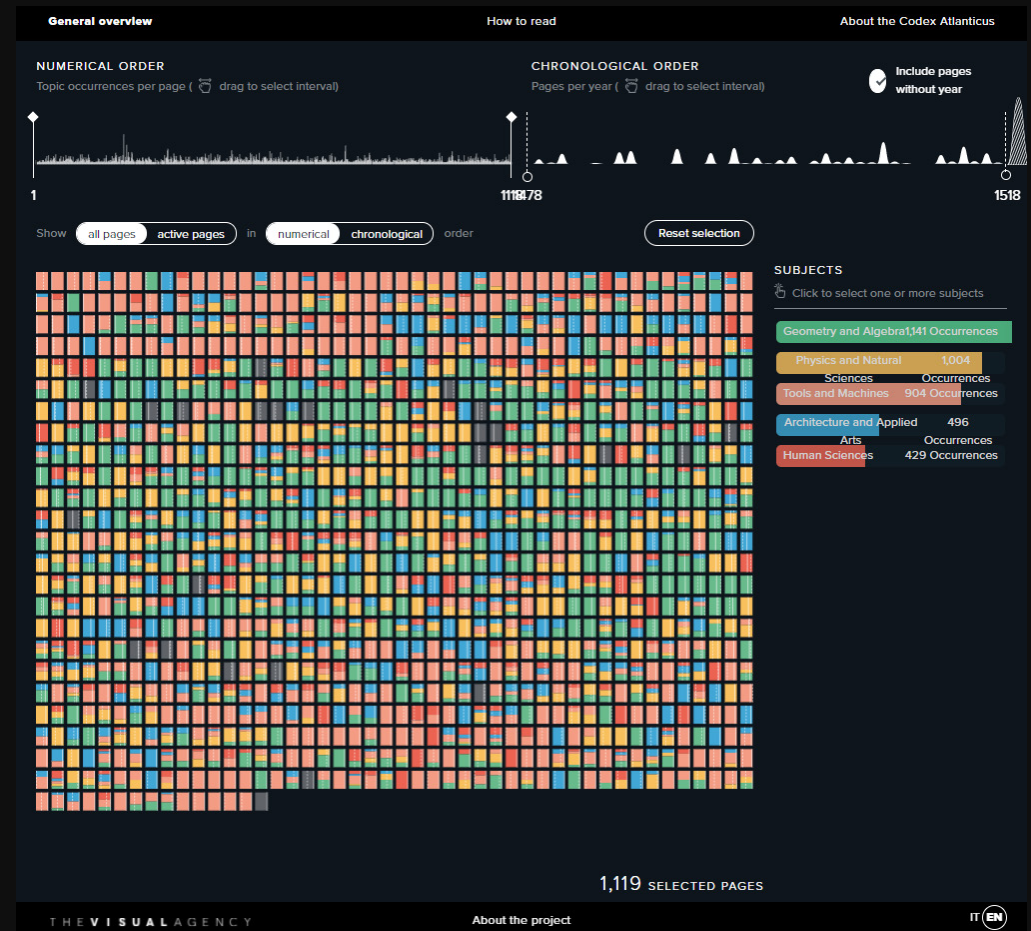 General overview
How to read
About the Codex Atlanticus
NUMERICAL ORDER
Topic occurrences per page ( drag to select interval)
CHRONOLOGICAL ORDER
Pages per year ( drag to select interval)
Include pages
without year
1
1478
1518
Show all pages active pages in numerical chronological order
Reset selection
SUBJECTS
Click to select one or more subjects
Geometry and Algebra 1,141 Occurrences
Physics and Natural Sciences 1,004 Occurrences
Tools and Machines 904 Occurrences
Architecture and Applied Arts 496 Occurrences
Human Sciences 429 Occurrences
1,119 SELECTED PAGES
THEVISUALAGENCY
About the project
IT EN